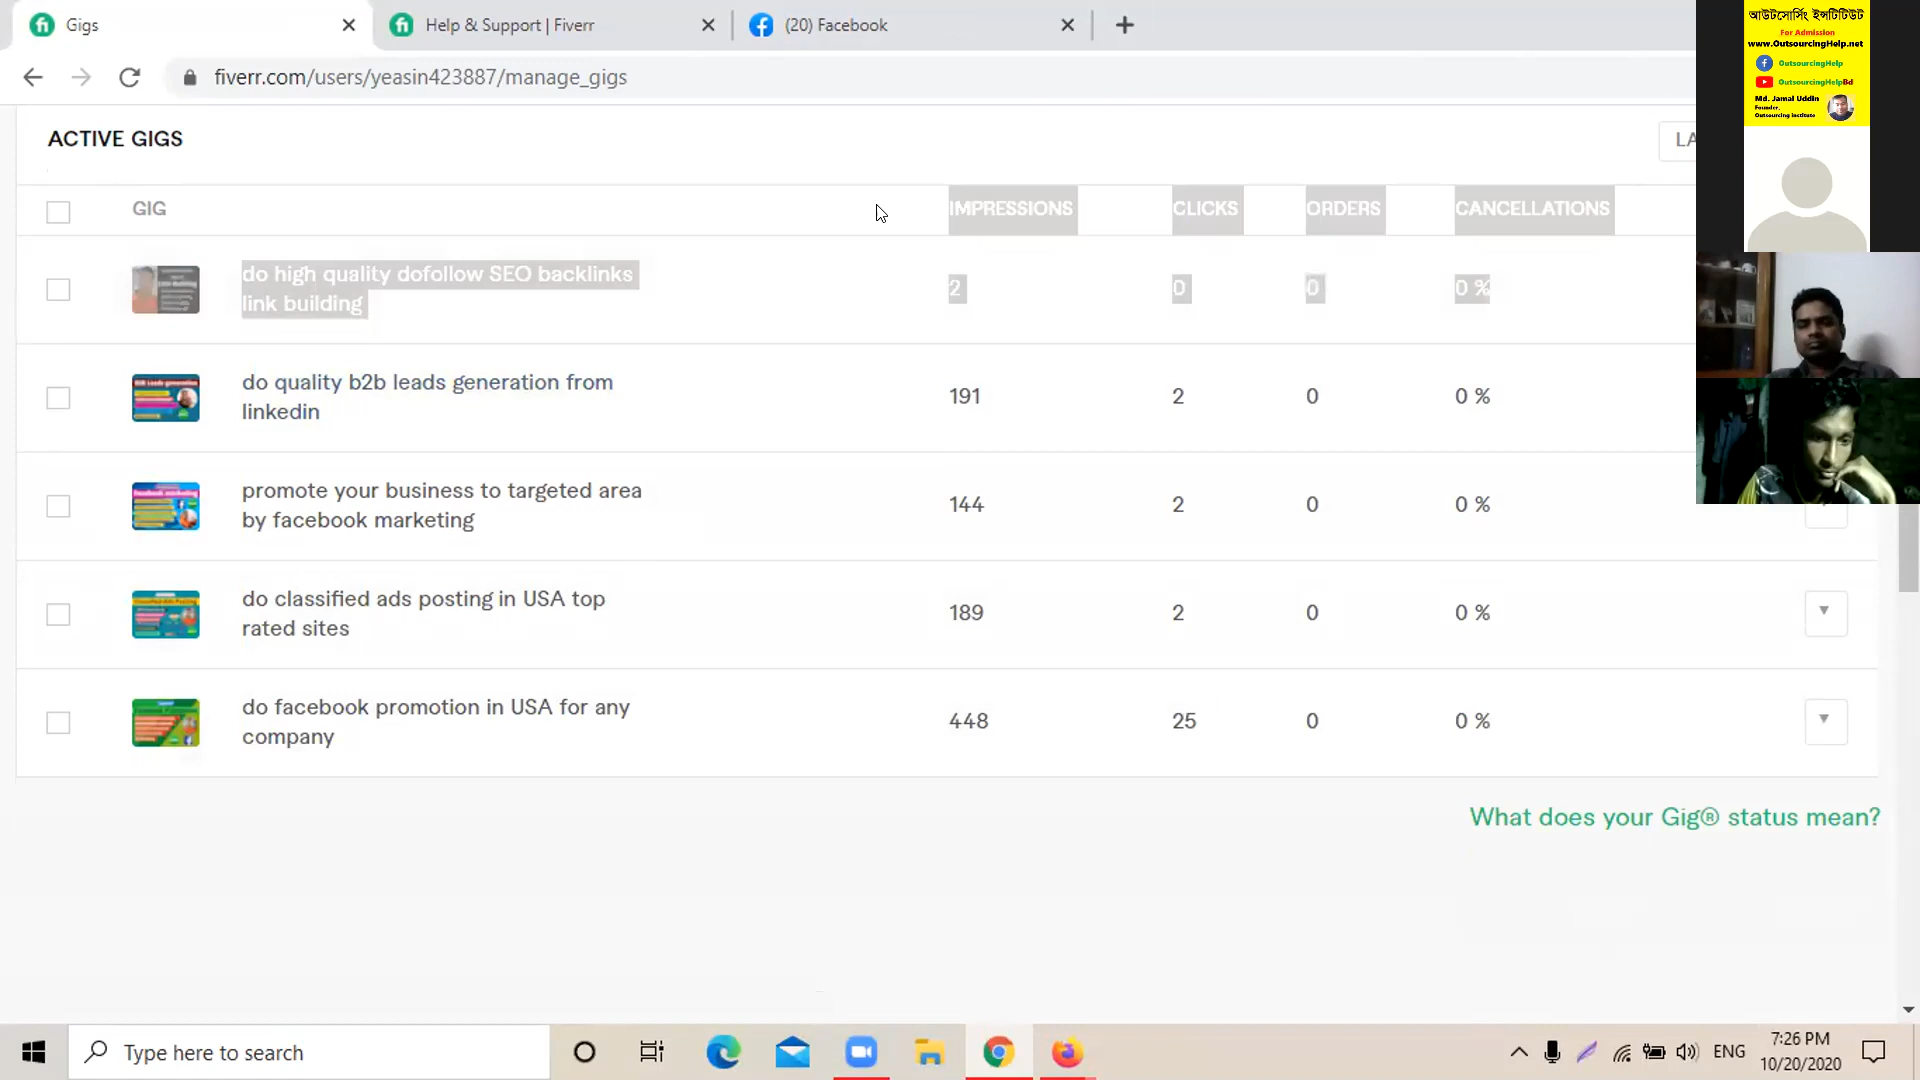 Gigs
Help & Support | Fiverr
(20) Facebook
fiverr.com/users/yeasin423887/manage_gigs
আউটসোর্সিং ইন্সটিটিউট
For Admission
www.OutsourcingHelp.net
OutsourcingHelp
OutsourcingHelpBd
Md. Jamal Uddin
Founder,
Outsourcing Institute
ACTIVE GIGS
LA
GIG IMPRESSIONS CLICKS ORDERS CANCELLATIONS
do high quality dofollow SEO backlinks
link building
2 0 0 0 %
do quality b2b leads generation from
linkedin
191 2 0 0 %
promote your business to targeted area
by facebook marketing
144 2 0 0 %
do classified ads posting in USA top
rated sites
189 2 0 0 %
do facebook promotion in USA for any
company
448 25 0 0 %
What does your Gig® status mean?
Type here to search
ENG
7:26 PM
10/20/2020